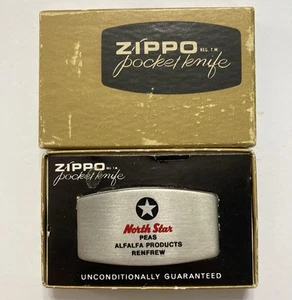 ZIPPO REG. T.M.
pocket knife
ZIPPO REG. T.M.
pocket knife
North Star
PEAS
ALFALFA PRODUCTS
RENFREW
UNCONDITIONALLY GUARANTEED